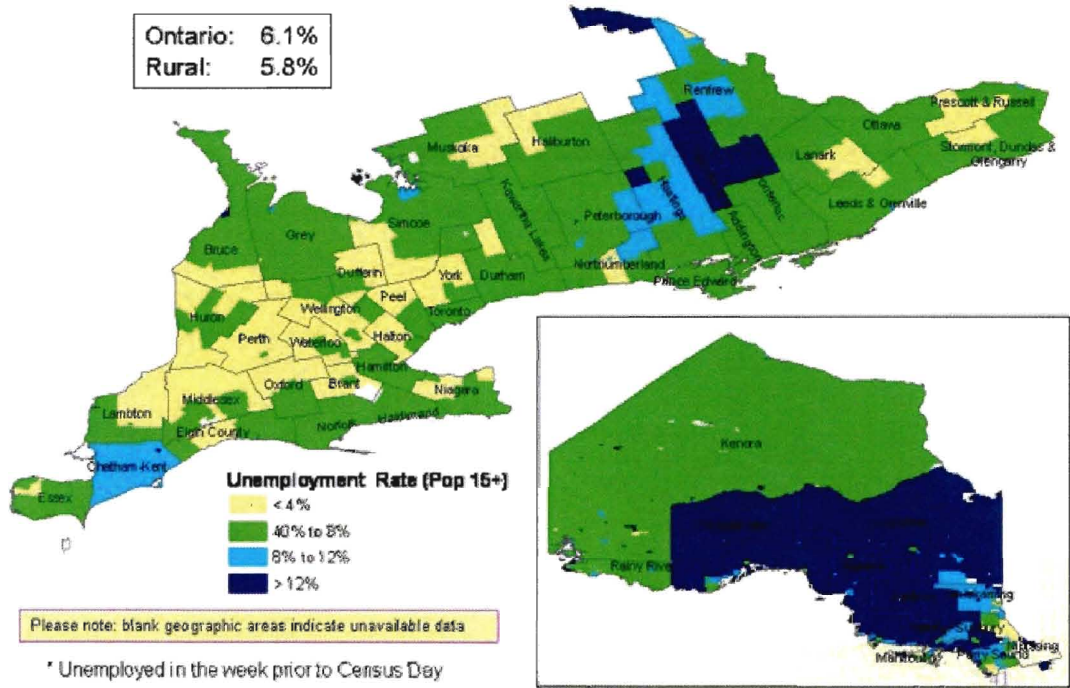 Ontario: 6.1%
Rural: 5.8%
Renfrew
Prescott & Russell
Ottawa
Stormont, Dundas &
Glengarry
Lanark
Leeds & Grenville
Muskoka
Haliburton
Kawartha Lakes
Peterborough
Hastings
Frontenac
Addington
Northumberland
Prince Edward
Simcoe
Grey
Bruce
Dufferin
York
Durham
Peel
Toronto
Wellington
Huron
Perth
Waterloo
Halton
Hamilton
Oxford
Brant
Niagara
Middlesex
Lambton
Elgin County
Norfolk
Haldimand
Chatham-Kent
Essex
Unemployment Rate (Pop 15+)
< 4%
40% to 8%
8% to 12%
>12%
Please note: blank geographic areas indicate unavailable data
* Unemployed in the week prior to Census Day
Kenora
Rainy River
Manitoulin
Parry Sound
Nipissing